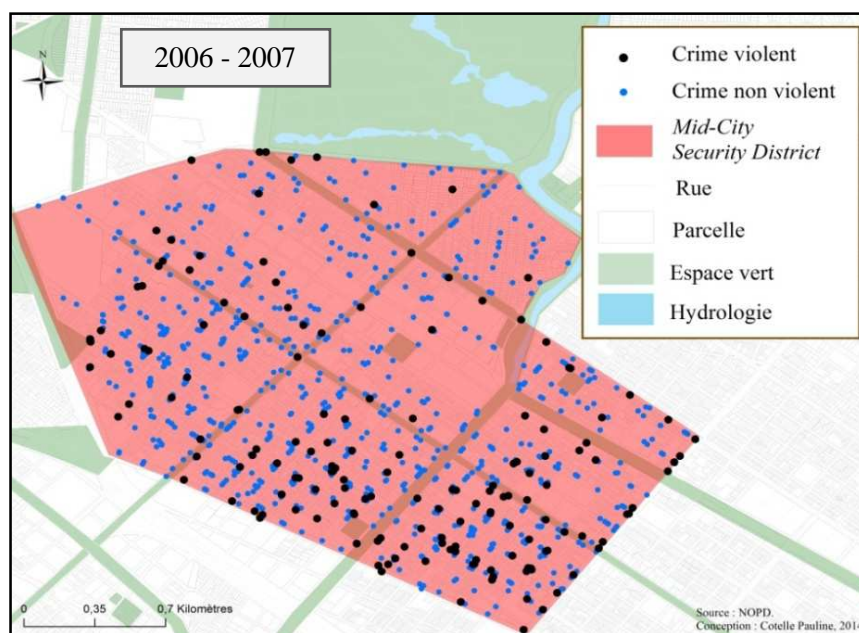 2006 - 2007
N
Crime violent
Crime non violent
Mid-City
Security District
Rue
Parcelle
Espace vert
Hydrologie
0 0,35 0,7 Kilomètres
Source : NOPD.
Conception : Cotelle Pauline, 2014